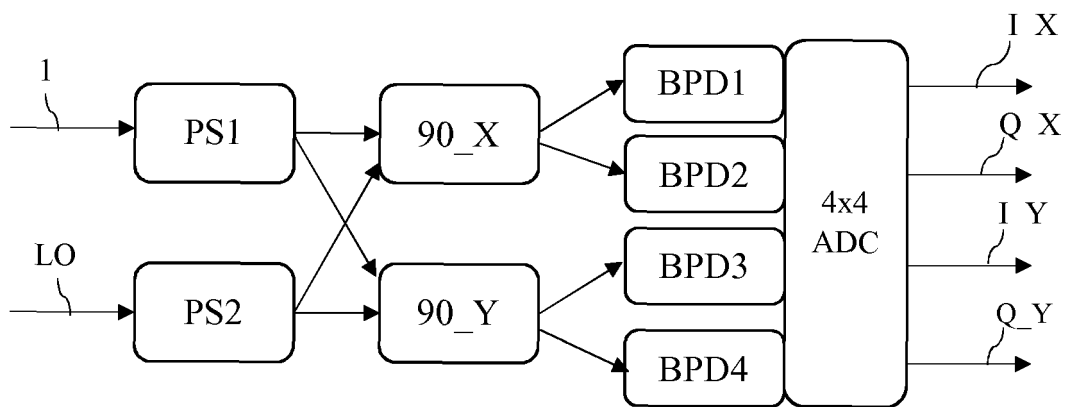 I X
1
BPD1
PS1
90_X
Q X
BPD2
4x4
ADC
I Y
LO
BPD3
PS2
90_Y
Q_Y
BPD4